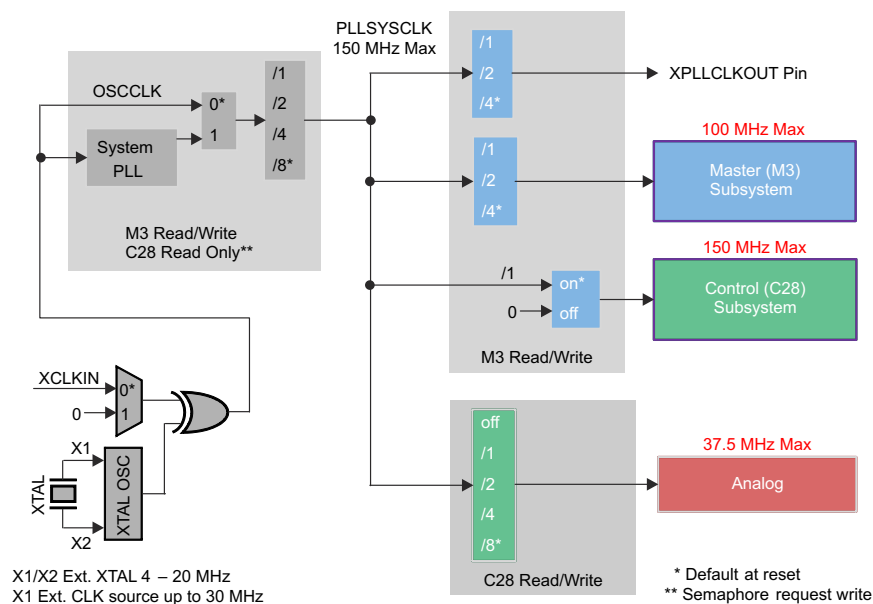 PLLSYSCLK
150 MHz Max
OSCCLK
0*
1
System
PLL
/1
/2
/4
/8*
M3 Read/Write
C28 Read Only**
/1
/2
/4*
XPLLCLKOUT Pin
/1
/2
/4*
100 MHz Max
Master (M3)
Subsystem
/1
0
on*
off
150 MHz Max
Control (C28)
Subsystem
M3 Read/Write
XCLKIN
0
0*
1
X1
XTAL
X2
XTAL OSC
off
/1
/2
/4
/8*
37.5 MHz Max
Analog
C28 Read/Write
X1/X2 Ext. XTAL 4 – 20 MHz
X1 Ext. CLK source up to 30 MHz
* Default at reset
** Semaphore request write